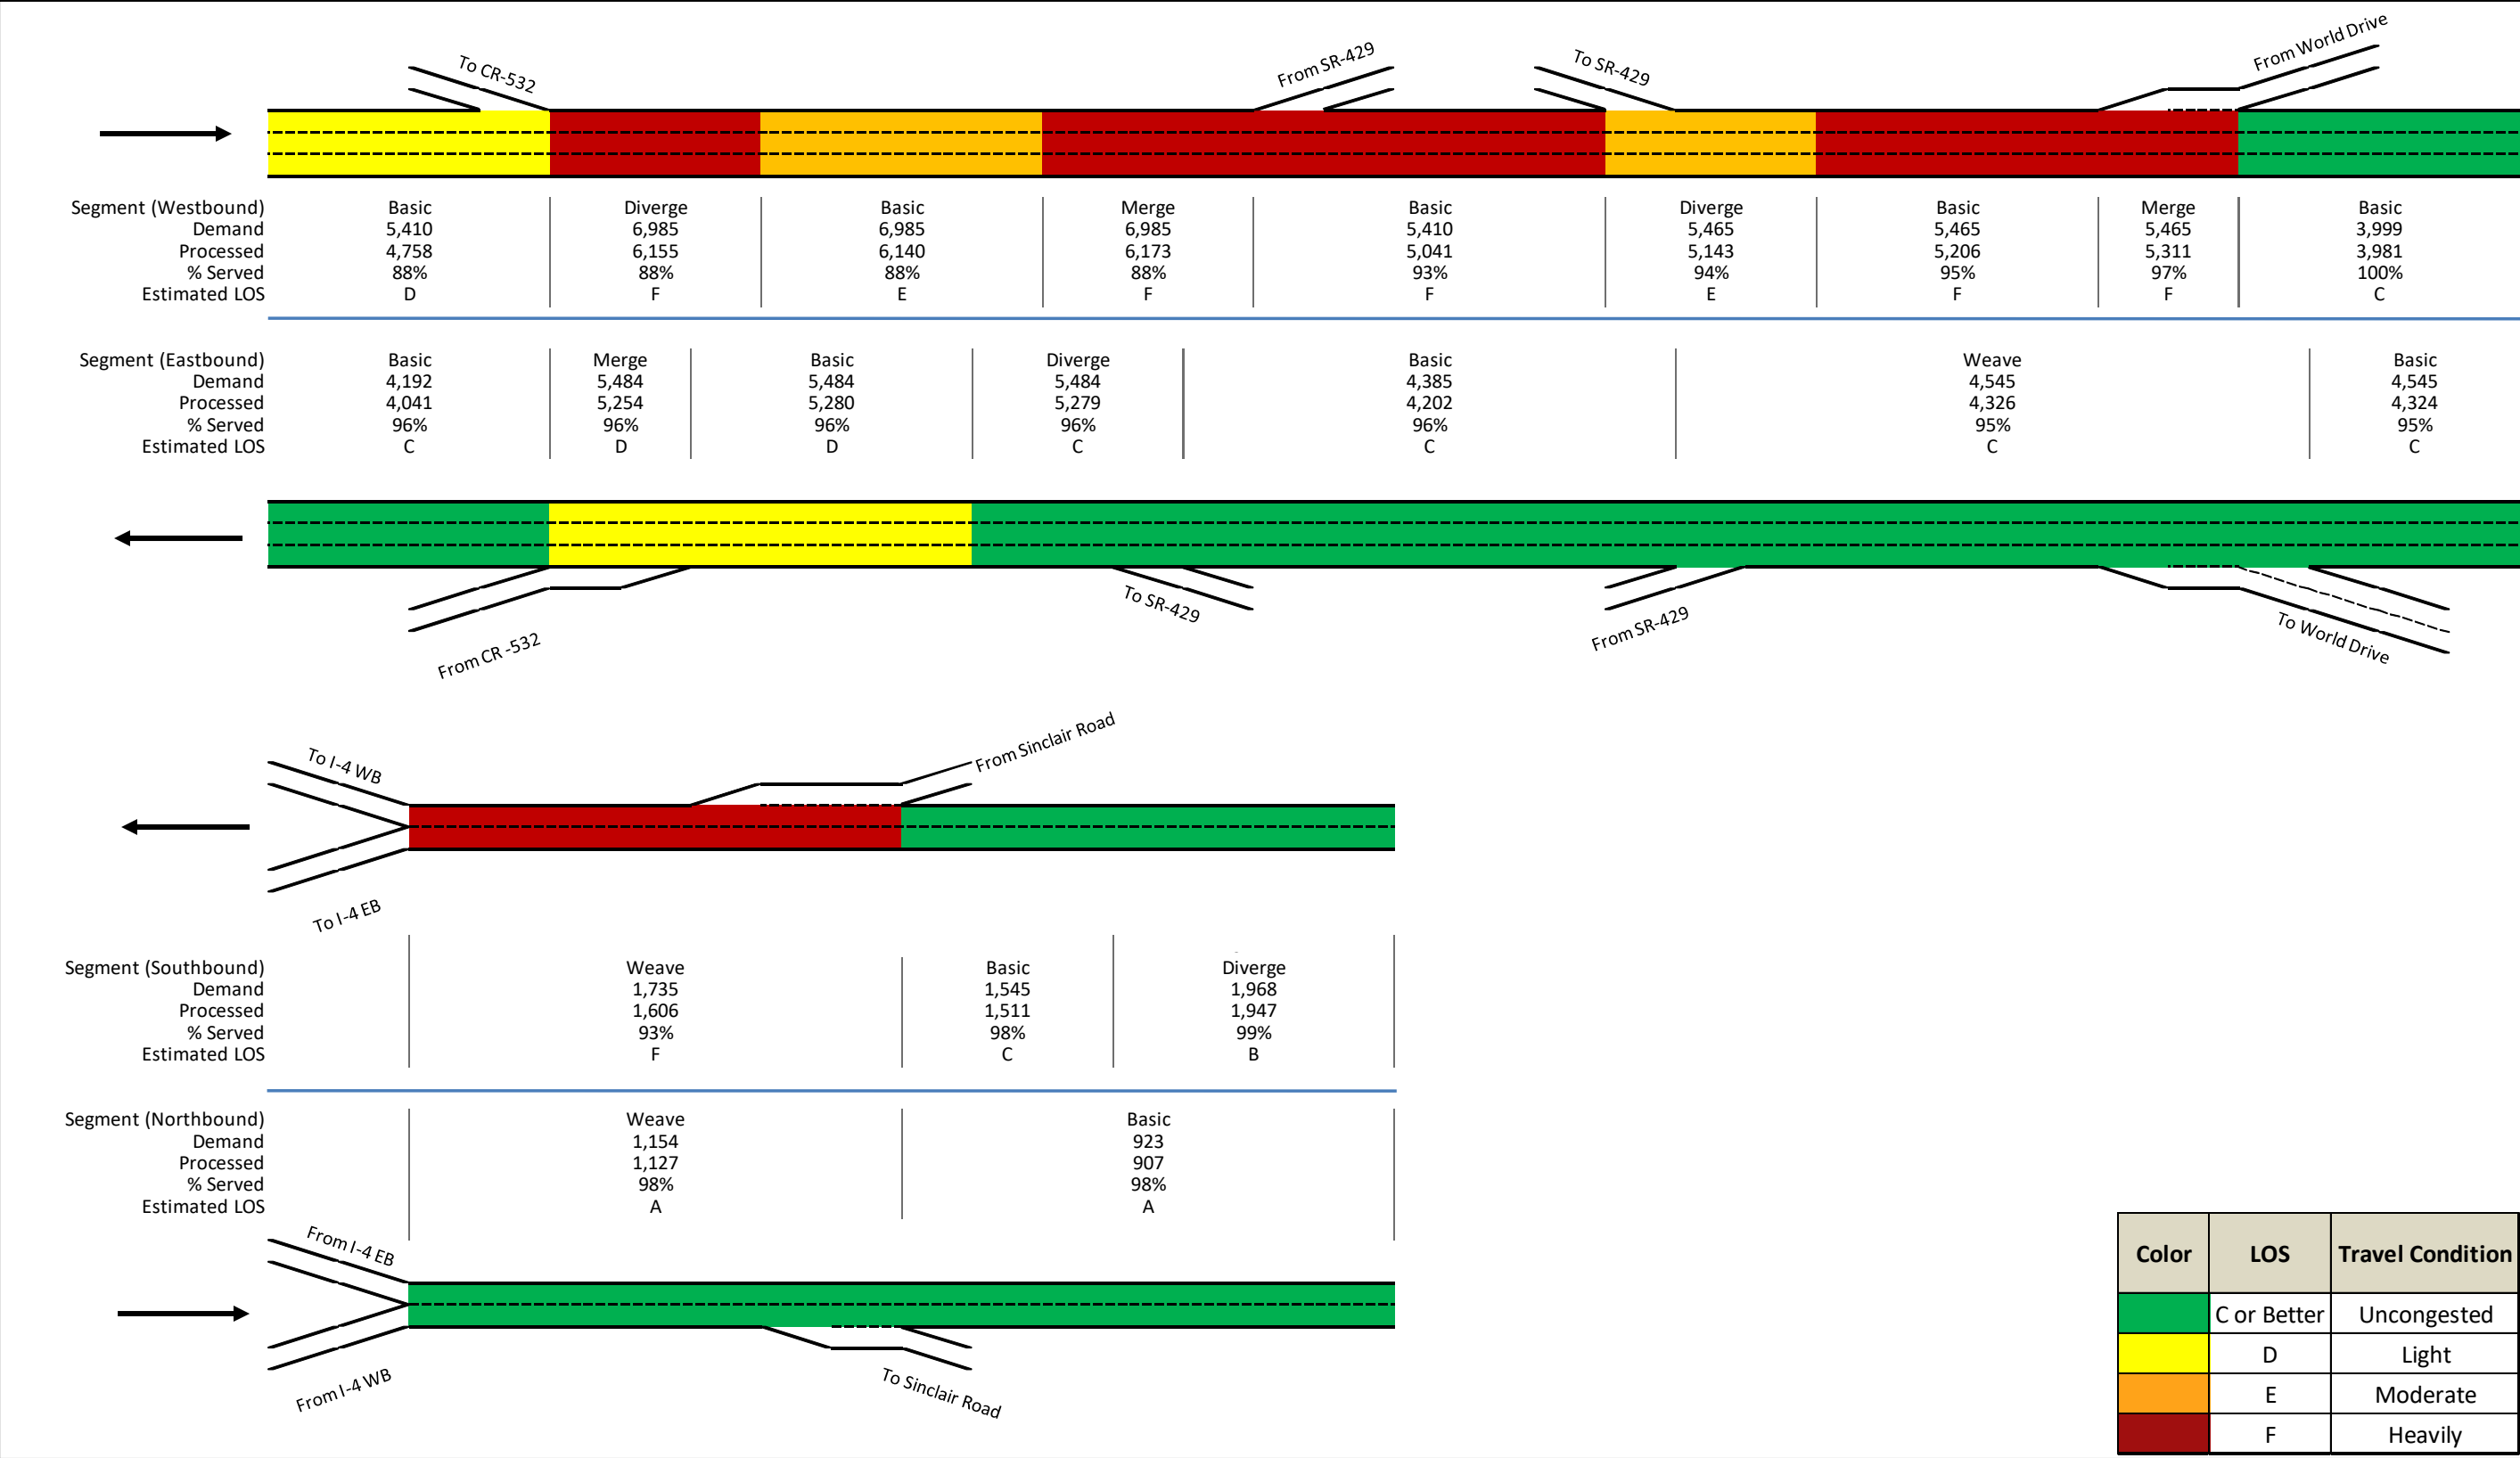 To CR-532
From SR-429
To SR-429
From World Drive
Segment (Westbound) Basic Diverge Basic Merge Basic Diverge Basic Merge Basic
Demand 5,410 6,985 6,985 6,985 5,410 5,465 5,465 5,465 3,999
Processed 4,758 6,155 6,140 6,173 5,041 5,143 5,206 5,311 3,981
% Served 88% 88% 88% 88% 93% 94% 95% 97% 100%
Estimated LOS D F E F F E F F C
Segment (Eastbound) Basic Merge Basic Diverge Basic Weave Basic
Demand 4,192 5,484 5,484 5,484 4,385 4,545 4,545
Processed 4,041 5,254 5,280 5,279 4,202 4,326 4,324
% Served 96% 96% 96% 96% 96% 95% 95%
Estimated LOS C D D C C C C
From CR -532
To SR-429
From SR-429
To World Drive
To I-4 WB
From Sinclair Road
To I-4 EB
Segment (Southbound) Weave Basic Diverge
Demand 1,735 1,545 1,968
Processed 1,606 1,511 1,947
% Served 93% 98% 99%
Estimated LOS F C B
Segment (Northbound) Weave Basic
Demand 1,154 923
Processed 1,127 907
% Served 98% 98%
Estimated LOS A A
From I-4 EB
From I-4 WB
To Sinclair Road
Color LOS Travel Condition
C or Better Uncongested
D Light
E Moderate
F Heavily